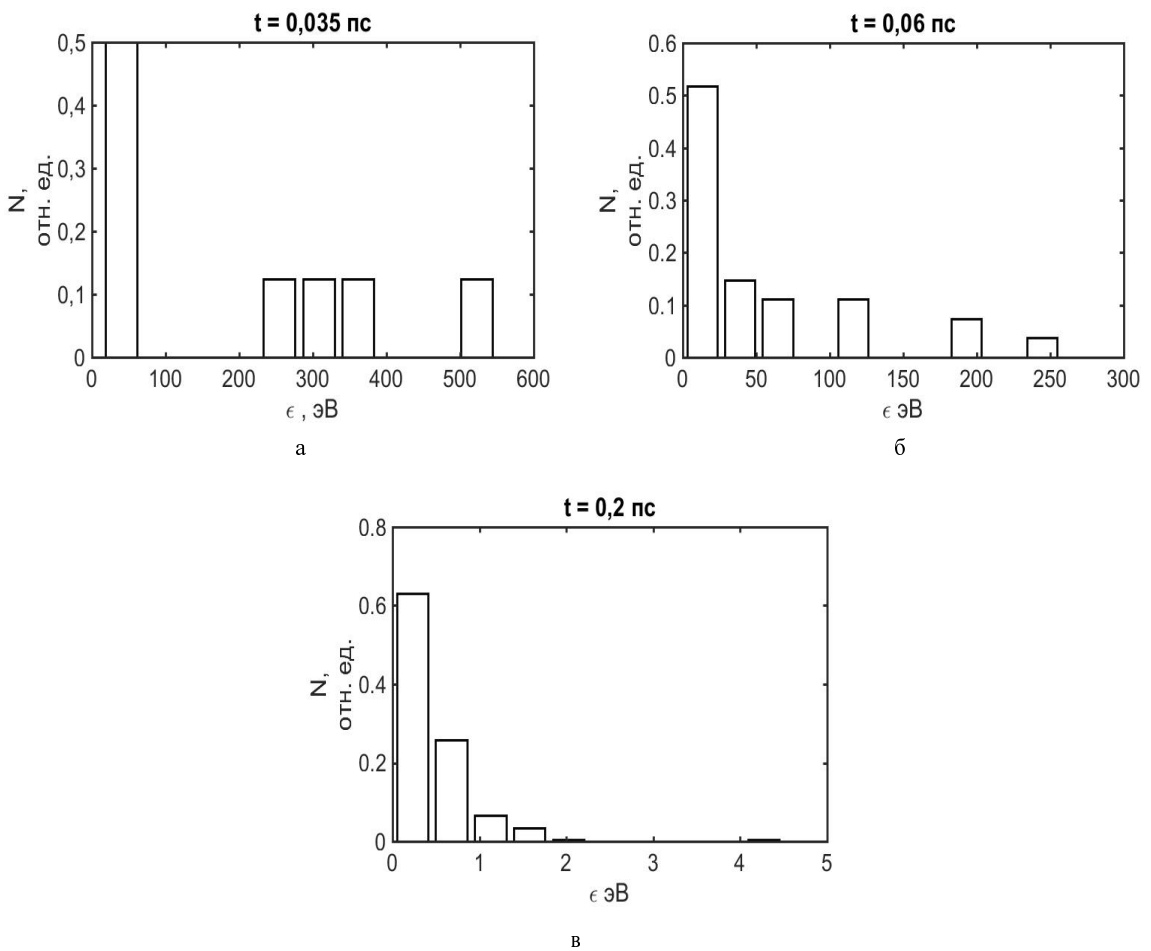 t = 0,035 пс
0,5
0,4
0,3
0,2
0,1
0
N,
отн. ед.
0 100 200 300 400 500 600
ϵ , эВ
а
t = 0,06 пс
0.6
0.5
0.4
0.3
0.2
0.1
0
N,
отн. ед.
0 50 100 150 200 250 300
ϵ эВ
б
t = 0,2 пс
0.8
0.6
0.4
0.2
0
N,
отн. ед.
0 1 2 3 4 5
ϵ эВ
в